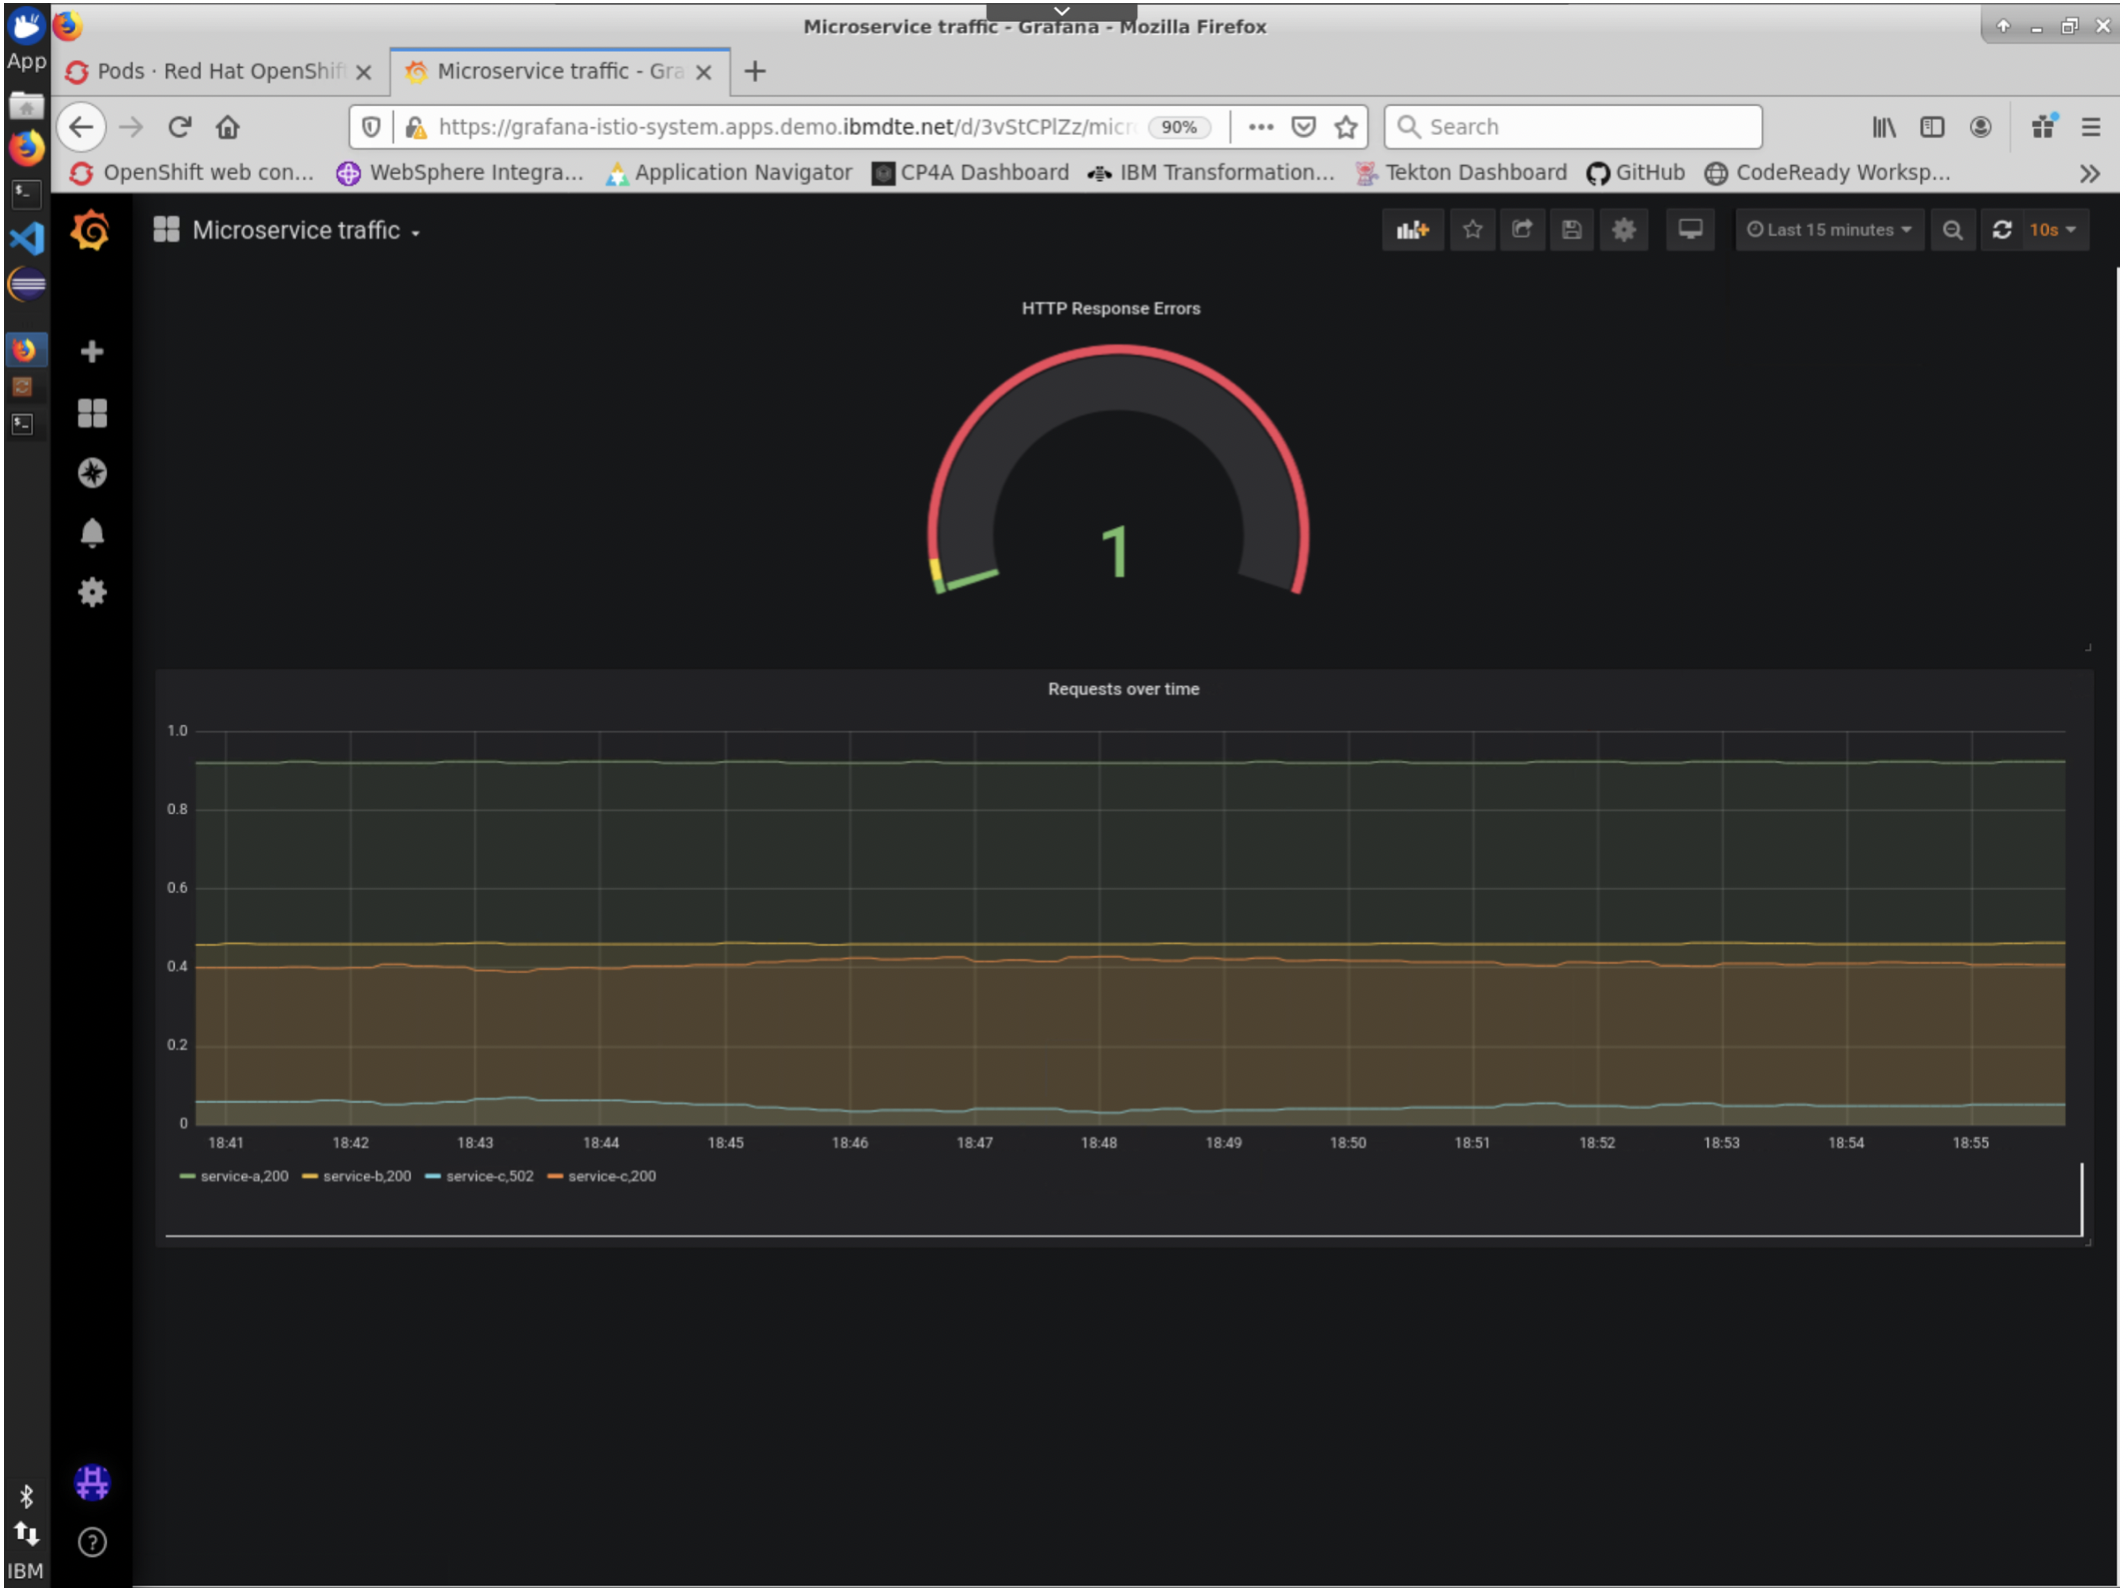 Microservice traffic - Grafana - Mozilla Firefox
App
Pods · Red Hat OpenShift
Microservice traffic - Gra
https://grafana-istio-system.apps.demo.ibmdte.net/d/3vStCPlZz/micr
90%
Search
OpenShift web con...
WebSphere Integra...
Application Navigator
CP4A Dashboard
IBM Transformation...
Tekton Dashboard
GitHub
CodeReady Worksp...
Microservice traffic
Last 15 minutes
10s
HTTP Response Errors
1
Requests over time
1.0
0.8
0.6
0.4
0.2
0
18:41 18:42 18:43 18:44 18:45 18:46 18:47 18:48 18:49 18:50 18:51 18:52 18:53 18:54 18:55
service-a,200 service-b,200 service-c,502 service-c,200
IBM